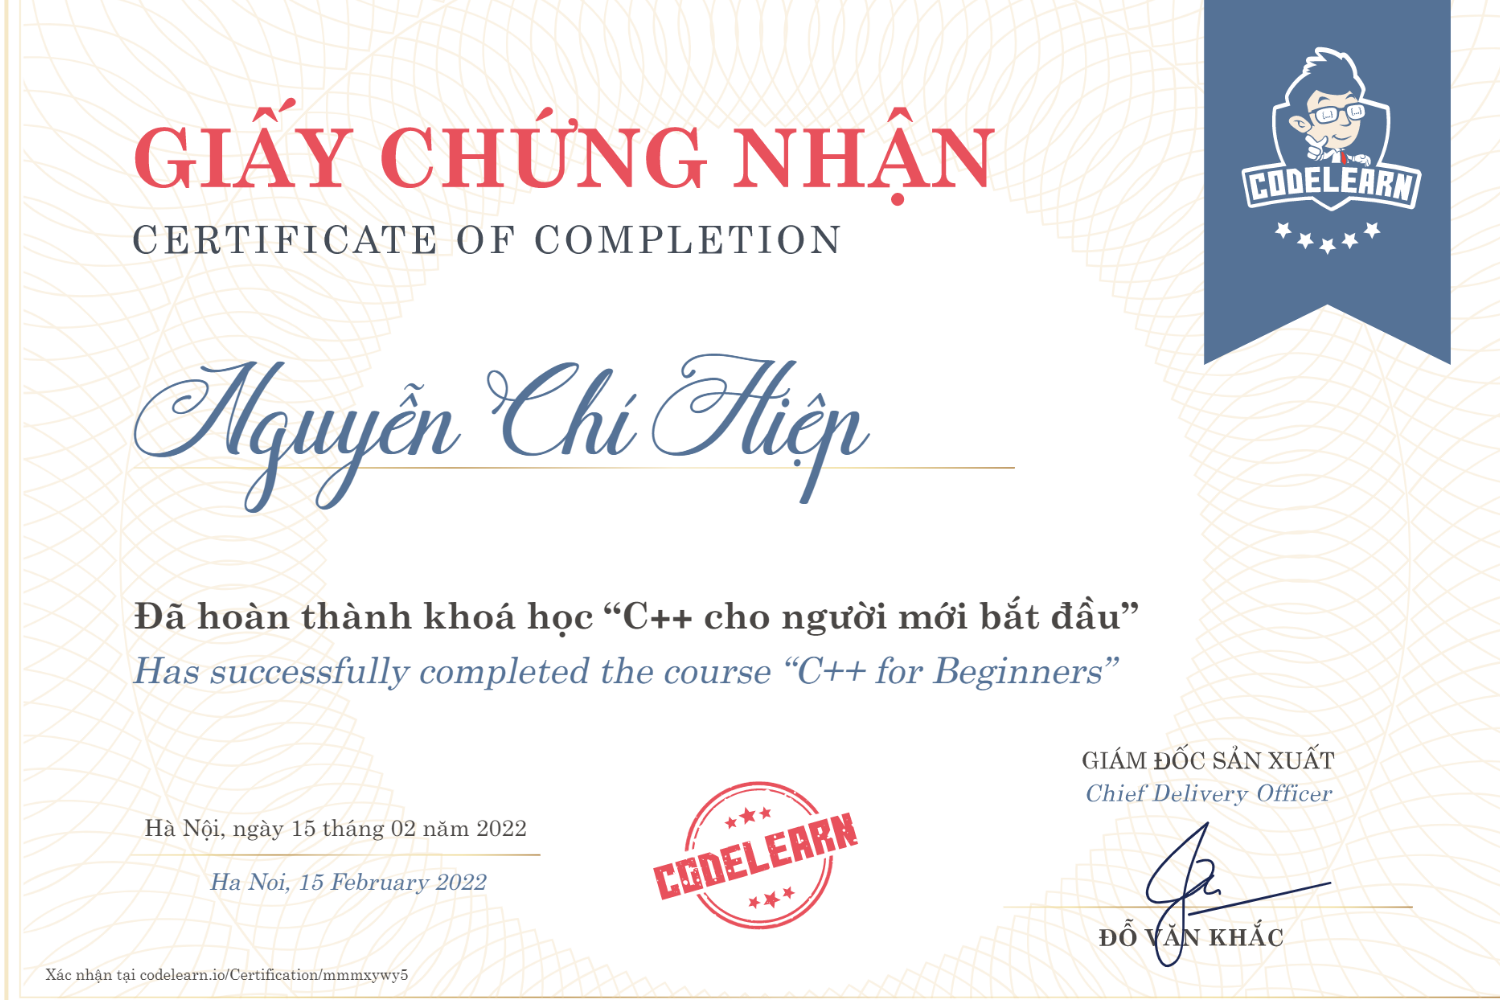 GIẤY CHỨNG NHẬN
CERTIFICATE OF COMPLETION
CODELEARN
Nguyễn Chí Hiệp
Đã hoàn thành khoá học “C++ cho người mới bắt đầu”
Has successfully completed the course “C++ for Beginners”
GIÁM ĐỐC SẢN XUẤT
Chief Delivery Officer
Hà Nội, ngày 15 tháng 02 năm 2022
Ha Noi, 15 February 2022
CODELEARN
ĐỖ VĂN KHẮC
Xác nhận tại codelearn.io/Certification/mmmxywy5